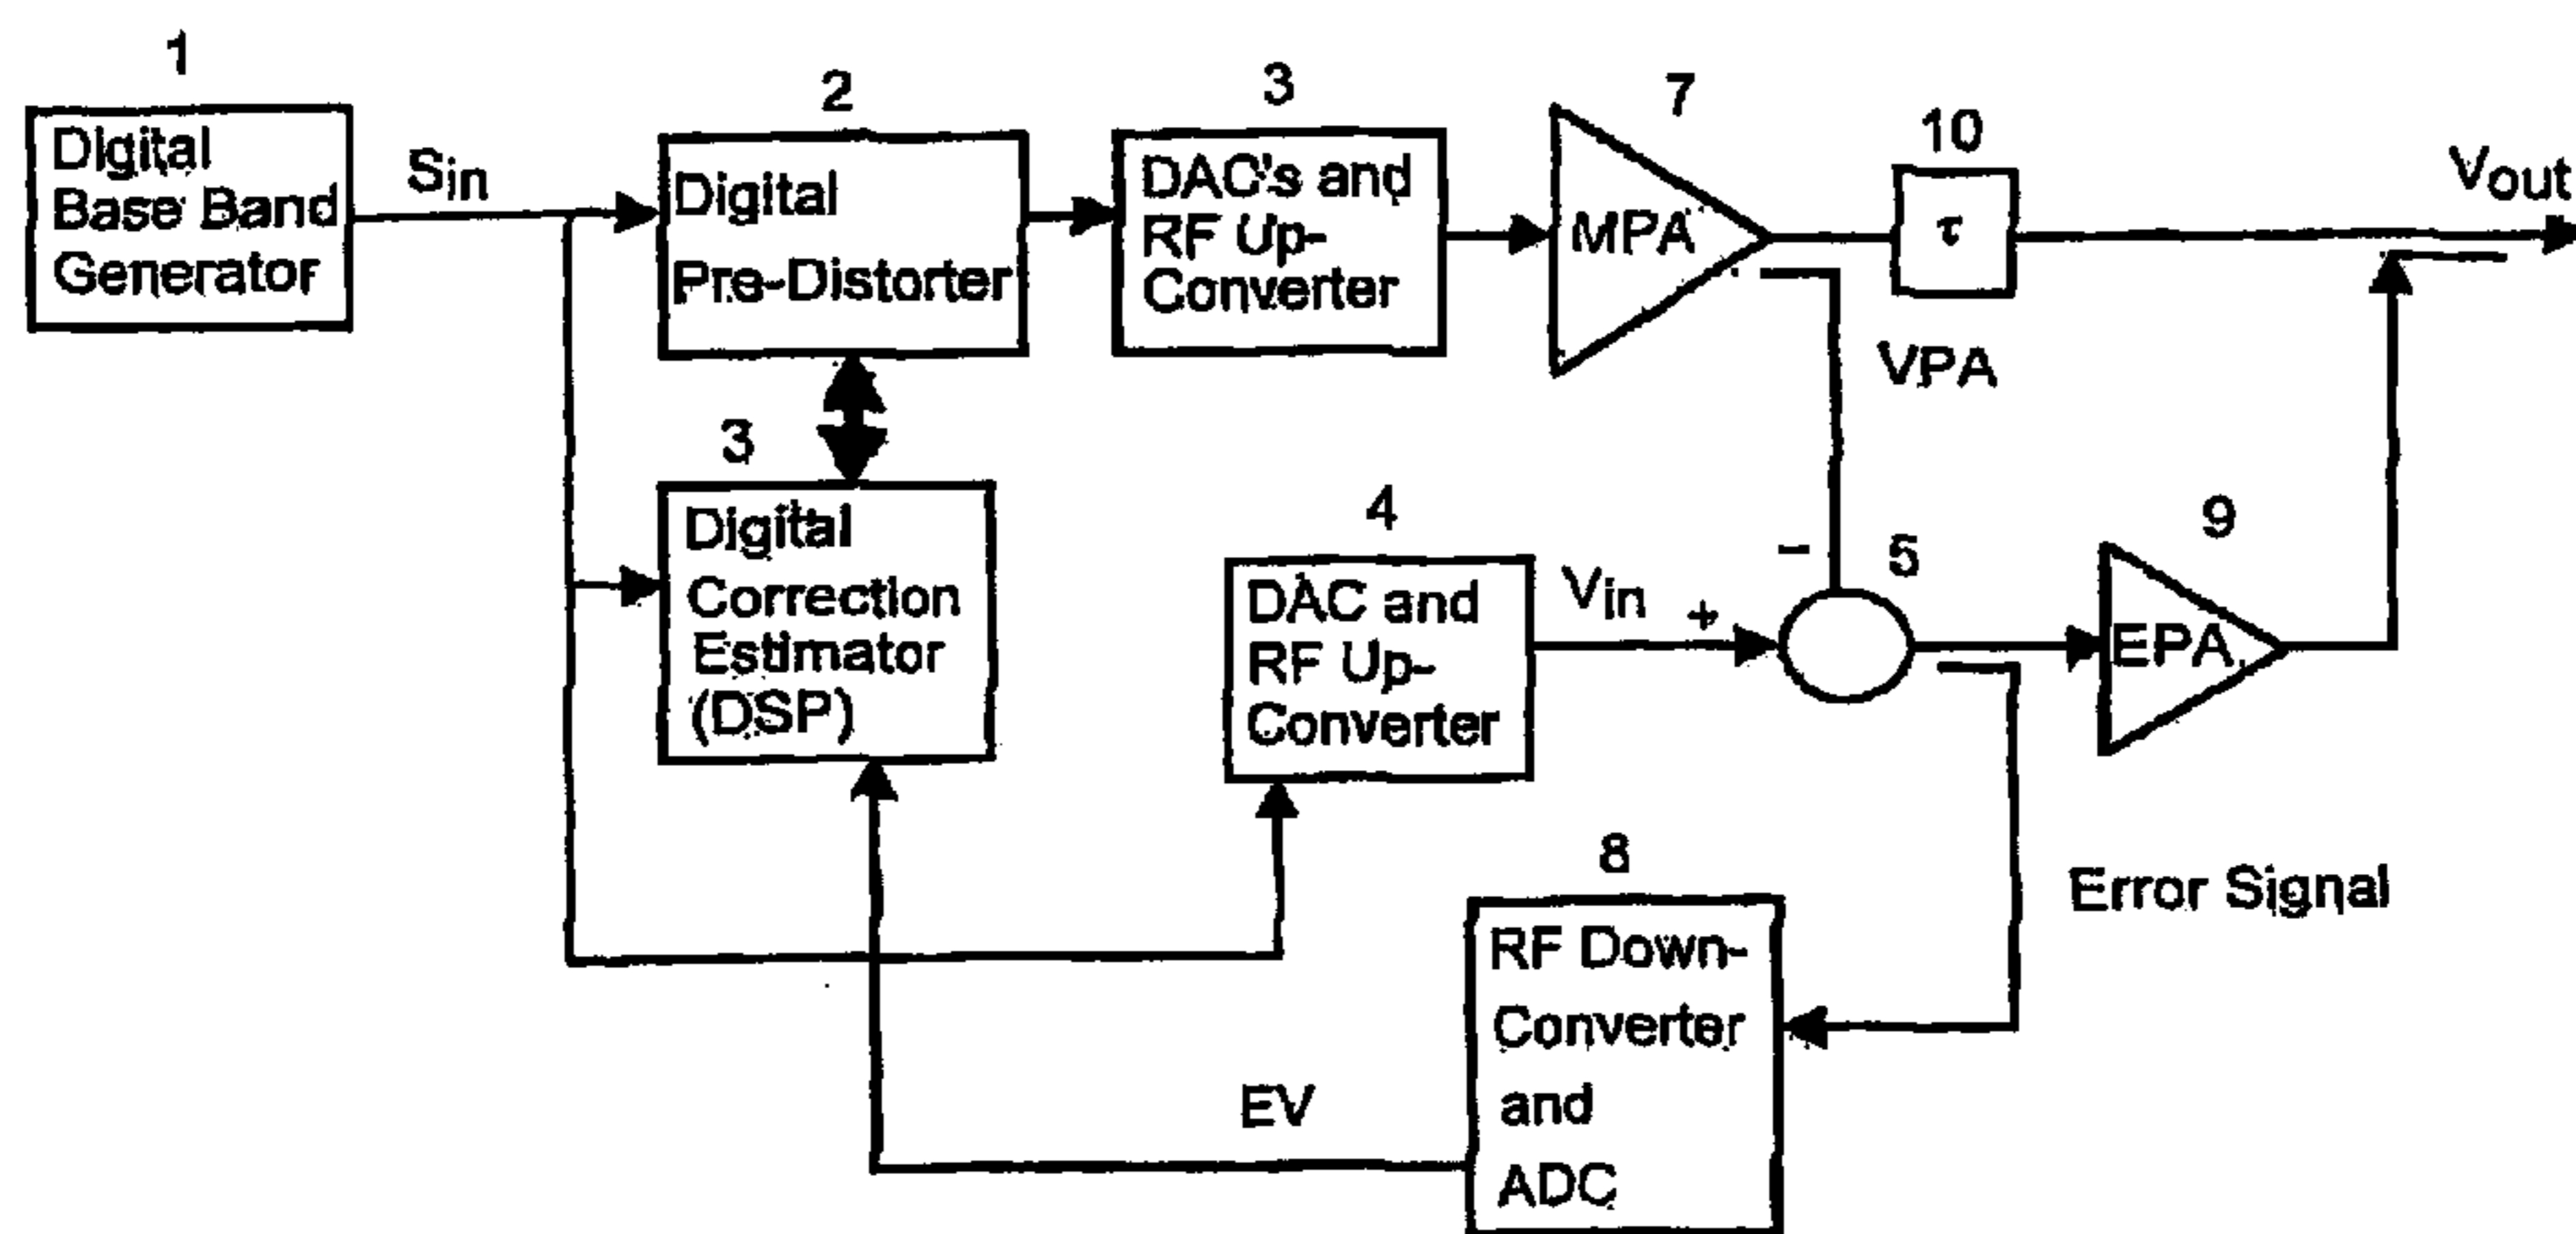 1
Digital
Base Band
Generator
Sin
2
Digital
Pre-Distorter
3
DAC's and
RF Up-
Converter
7
MPA
10
τ
Vout
VPA
3
Digital
Correction
Estimator
(DSP)
4
DAC and
RF Up-
Converter
Vin
+
-
5
9
EPA
Error Signal
8
RF Down-
Converter
and
ADC
EV